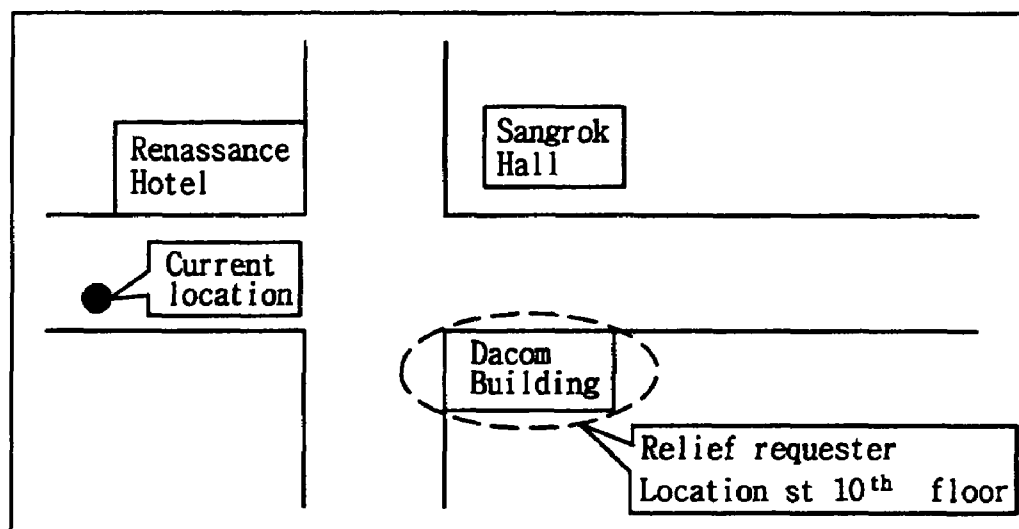 Renassance
Hotel
Sangrok
Hall
Current
location
Dacom
Building
Relief requester
Location st 10th floor